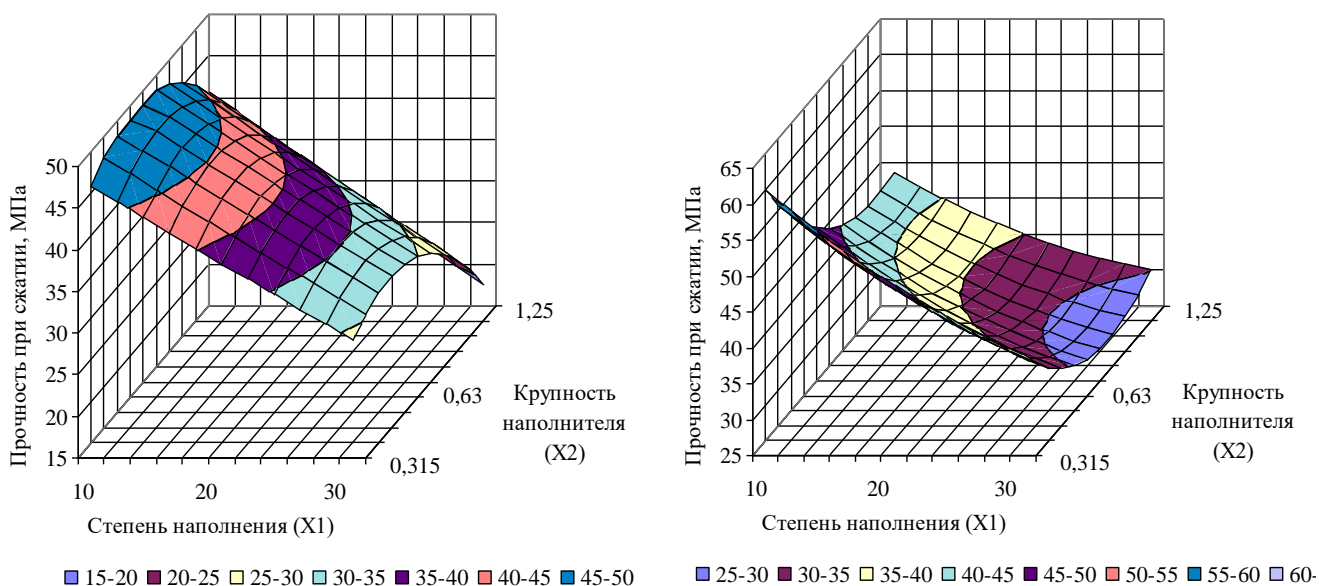 Прочность при сжатии, МПа
50
45
40
35
30
25
20
15
10
20
30
Степень наполнения (X1)
0,315
0,63
1,25
Крупность
наполнителя
(X2)
15-20 20-25 25-30 30-35 35-40 40-45 45-50
Прочность при сжатии, МПа
65
60
55
50
45
40
35
30
25
10
20
30
Степень наполнения (X1)
0,315
0,63
1,25
Крупность
наполнителя
(X2)
25-30 30-35 35-40 40-45 45-50 50-55 55-60 60-